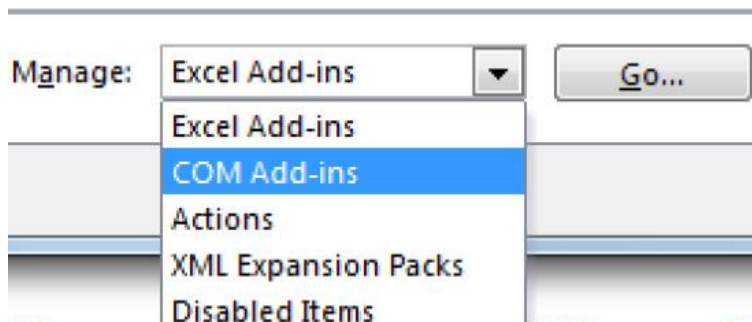 Manage: Excel Add-ins Go...
Excel Add-ins
COM Add-ins
Actions
XML Expansion Packs
Disabled Items